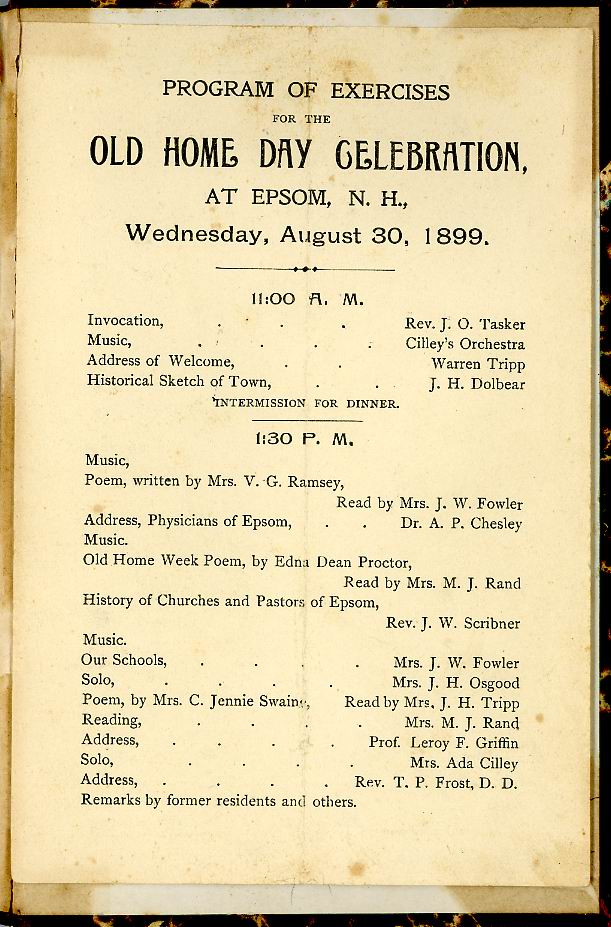 PROGRAM OF EXERCISES
FOR THE
OLD HOME DAY CELEBRATION,
AT EPSOM, N. H.,
Wednesday, August 30, 1899.
11:00 A. M.
Invocation, . . . Rev. J. O. Tasker
Music, . . . . Cilley's Orchestra
Address of Welcome, . . Warren Tripp
Historical Sketch of Town, . . J. H. Dolbear
INTERMISSION FOR DINNER.
1:30 P. M.
Music,
Poem, written by Mrs. V. G. Ramsey,
Read by Mrs. J. W. Fowler
Address, Physicians of Epsom, . . Dr. A. P. Chesley
Music.
Old Home Week Poem, by Edna Dean Proctor,
Read by Mrs. M. J. Rand
History of Churches and Pastors of Epsom,
Rev. J. W. Scribner
Music.
Our Schools, . . . . Mrs. J. W. Fowler
Solo, . . . . Mrs. J. H. Osgood
Poem, by Mrs. C. Jennie Swaine, Read by Mrs. J. H. Tripp
Reading, . . . Mrs. M. J. Rand
Address, . . . . Prof. Leroy F. Griffin
Solo, . . . . Mrs. Ada Cilley
Address, . . . . Rev. T. P. Frost, D. D.
Remarks by former residents and others.